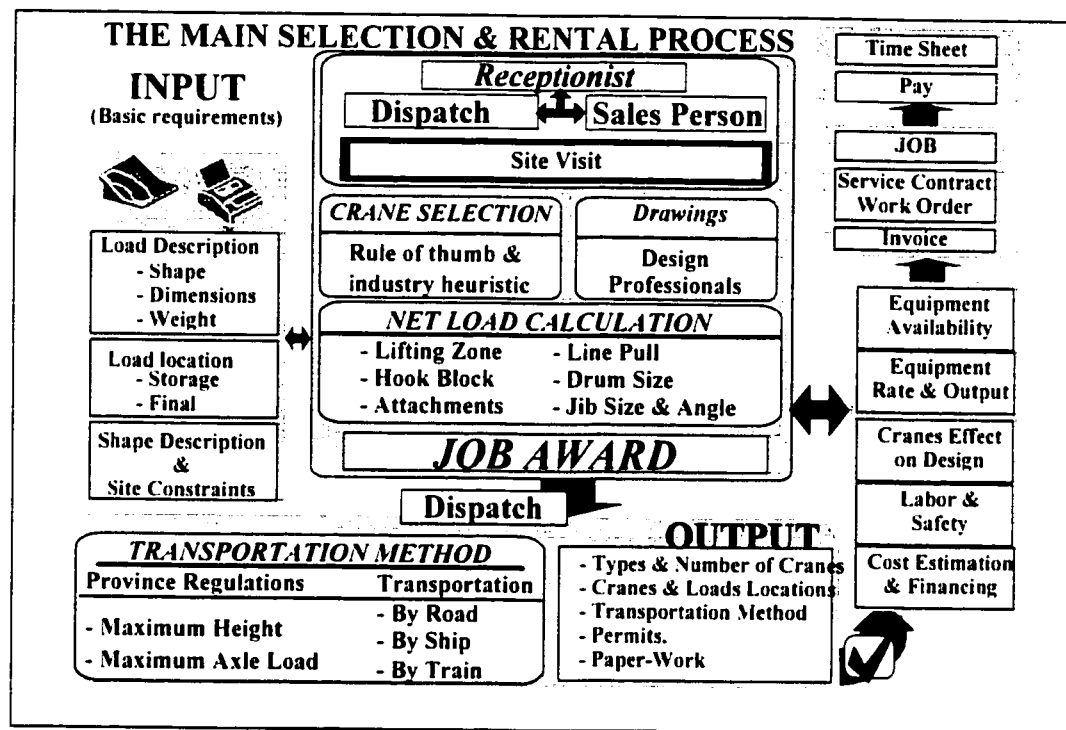 THE MAIN SELECTION & RENTAL PROCESS
INPUT
(Basic requirements)
Load Description
- Shape
- Dimensions
- Weight
Load location
- Storage
- Final
Shape Description
&
Site Constraints
Receptionist
Dispatch
Sales Person
Site Visit
CRANE SELECTION
Rule of thumb &
industry heuristic
Drawings
Design
Professionals
NET LOAD CALCULATION
- Lifting Zone
- Hook Block
- Attachments
- Line Pull
- Drum Size
- Jib Size & Angle
JOB AWARD
Dispatch
TRANSPORTATION METHOD
Province Regulations
- Maximum Height
- Maximum Axle Load
Transportation
- By Road
- By Ship
- By Train
OUTPUT
- Types & Number of Cranes
- Cranes & Loads Locations
- Transportation Method
- Permits.
- Paper-Work
Time Sheet
Pay
JOB
Service Contract
Work Order
Invoice
Equipment
Availability
Equipment
Rate & Output
Cranes Effect
on Design
Labor &
Safety
Cost Estimation
& Financing